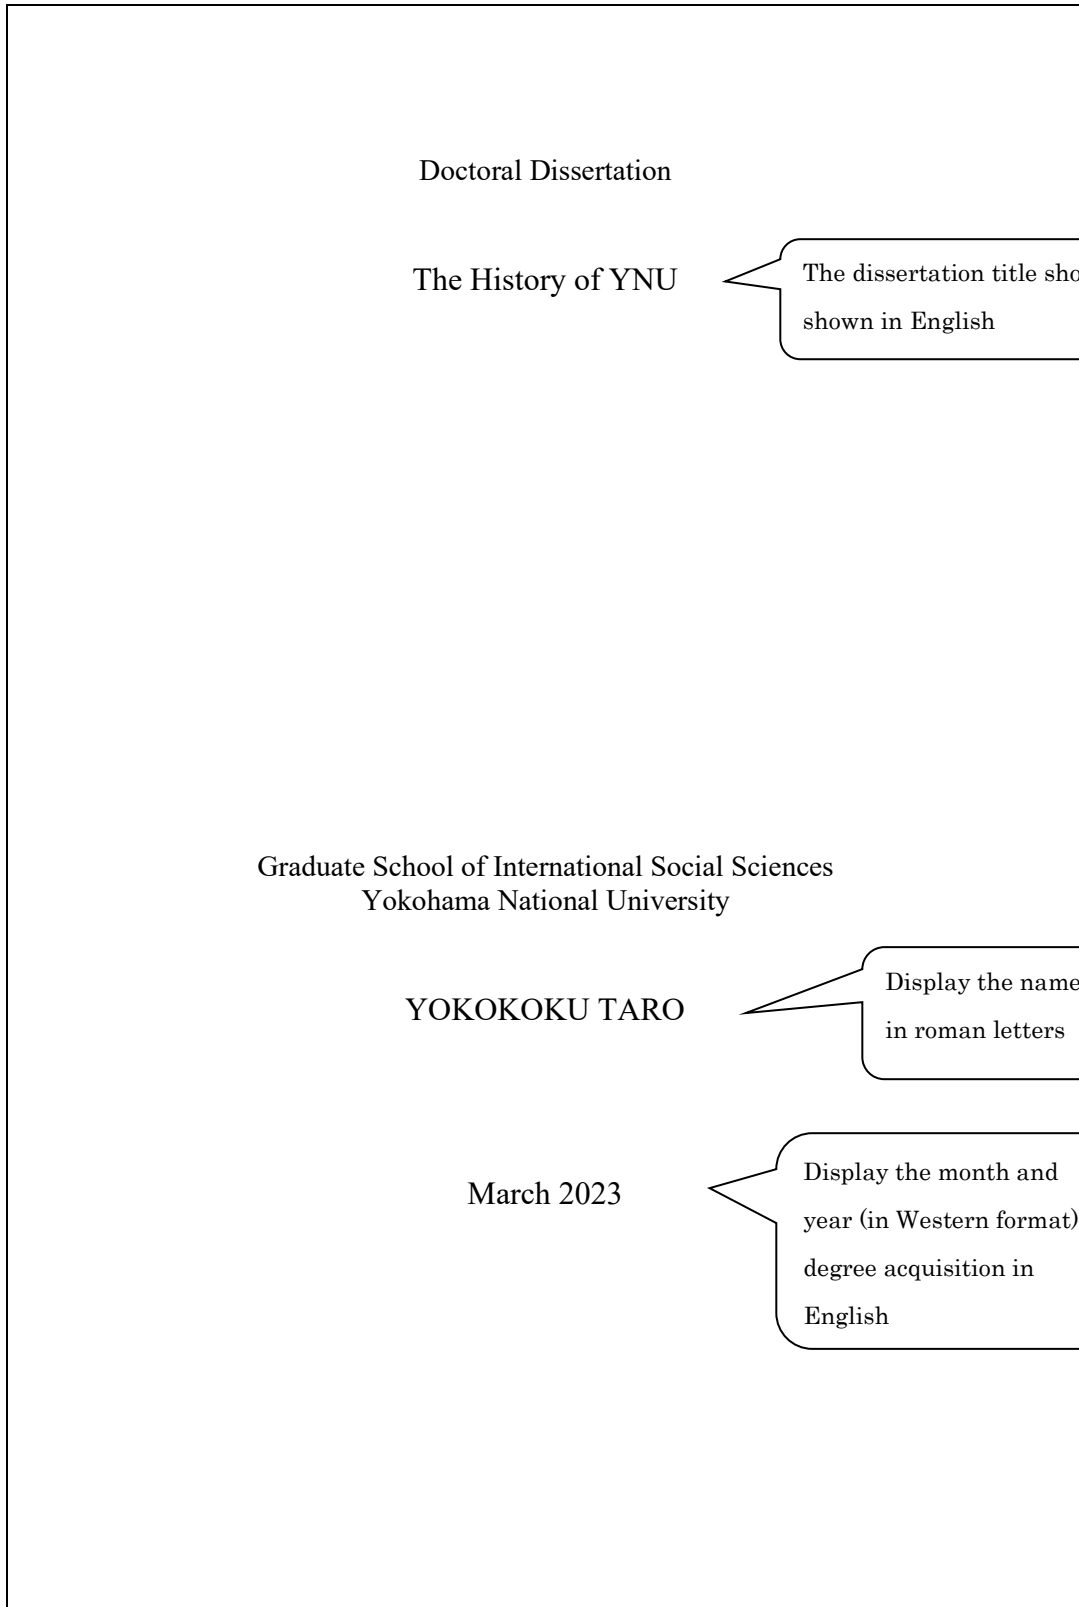 Doctoral Dissertation
The History of YNU
The dissertation title
shown in English
Graduate School of International Social Sciences
Yokohama National University
Display the name
in roman letters
YOKOKOKU TARO
Display the month and
year (in Western format)
degree acquisition in
English
March 2023